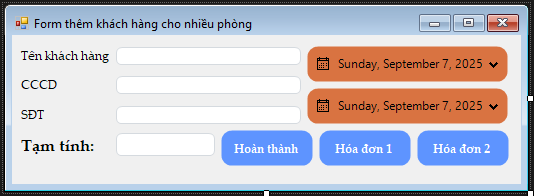 Form thêm khách hàng cho nhiều phòng
Tên khách hàng
Sunday, September 7, 2025
CCCD
Sunday, September 7, 2025
SĐT
Tạm tính:
Hoàn thành
Hóa đơn 1
Hóa đơn 2